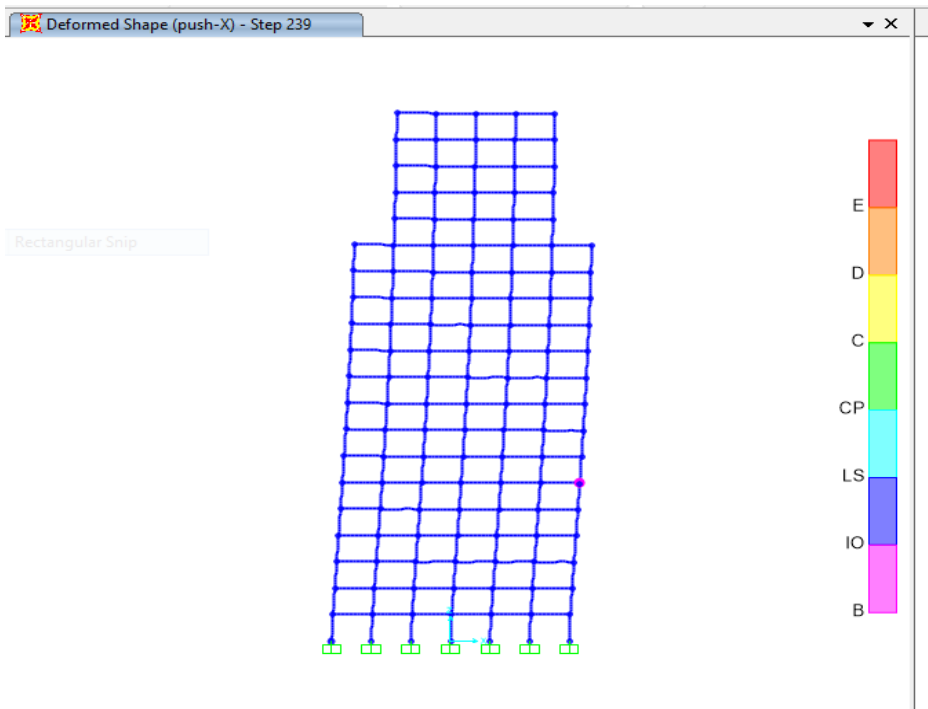 Deformed Shape (push-X) - Step 239
Rectangular Snip
E
D
C
CP
LS
IO
B